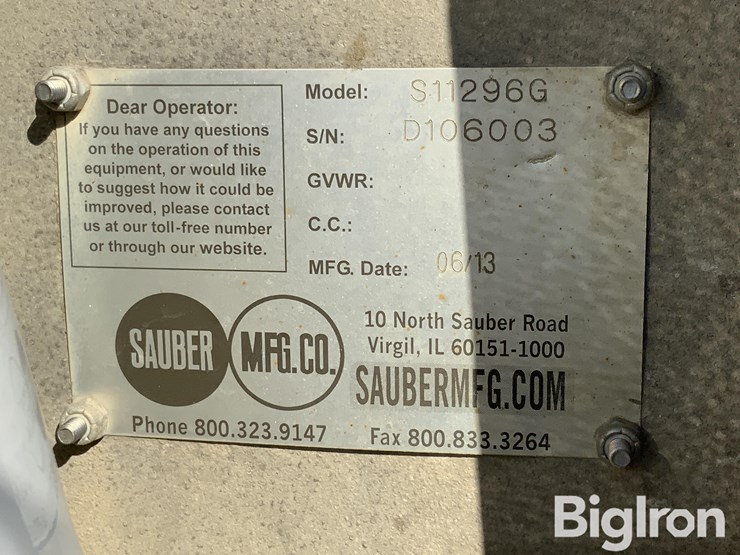 Dear Operator:
If you have any questions
on the operation of this
equipment, or would like
to suggest how it could be
improved, please contact
us at our toll-free number
or through our website.
Model: S11296G
S/N: D106003
GVWR:
C.C.:
MFG. Date: 06/13
SAUBER MFG.CO.
10 North Sauber Road
Virgil, IL 60151-1000
SAUBERMFG.COM
Phone 800.323.9147 Fax 800.833.3264
BigIron